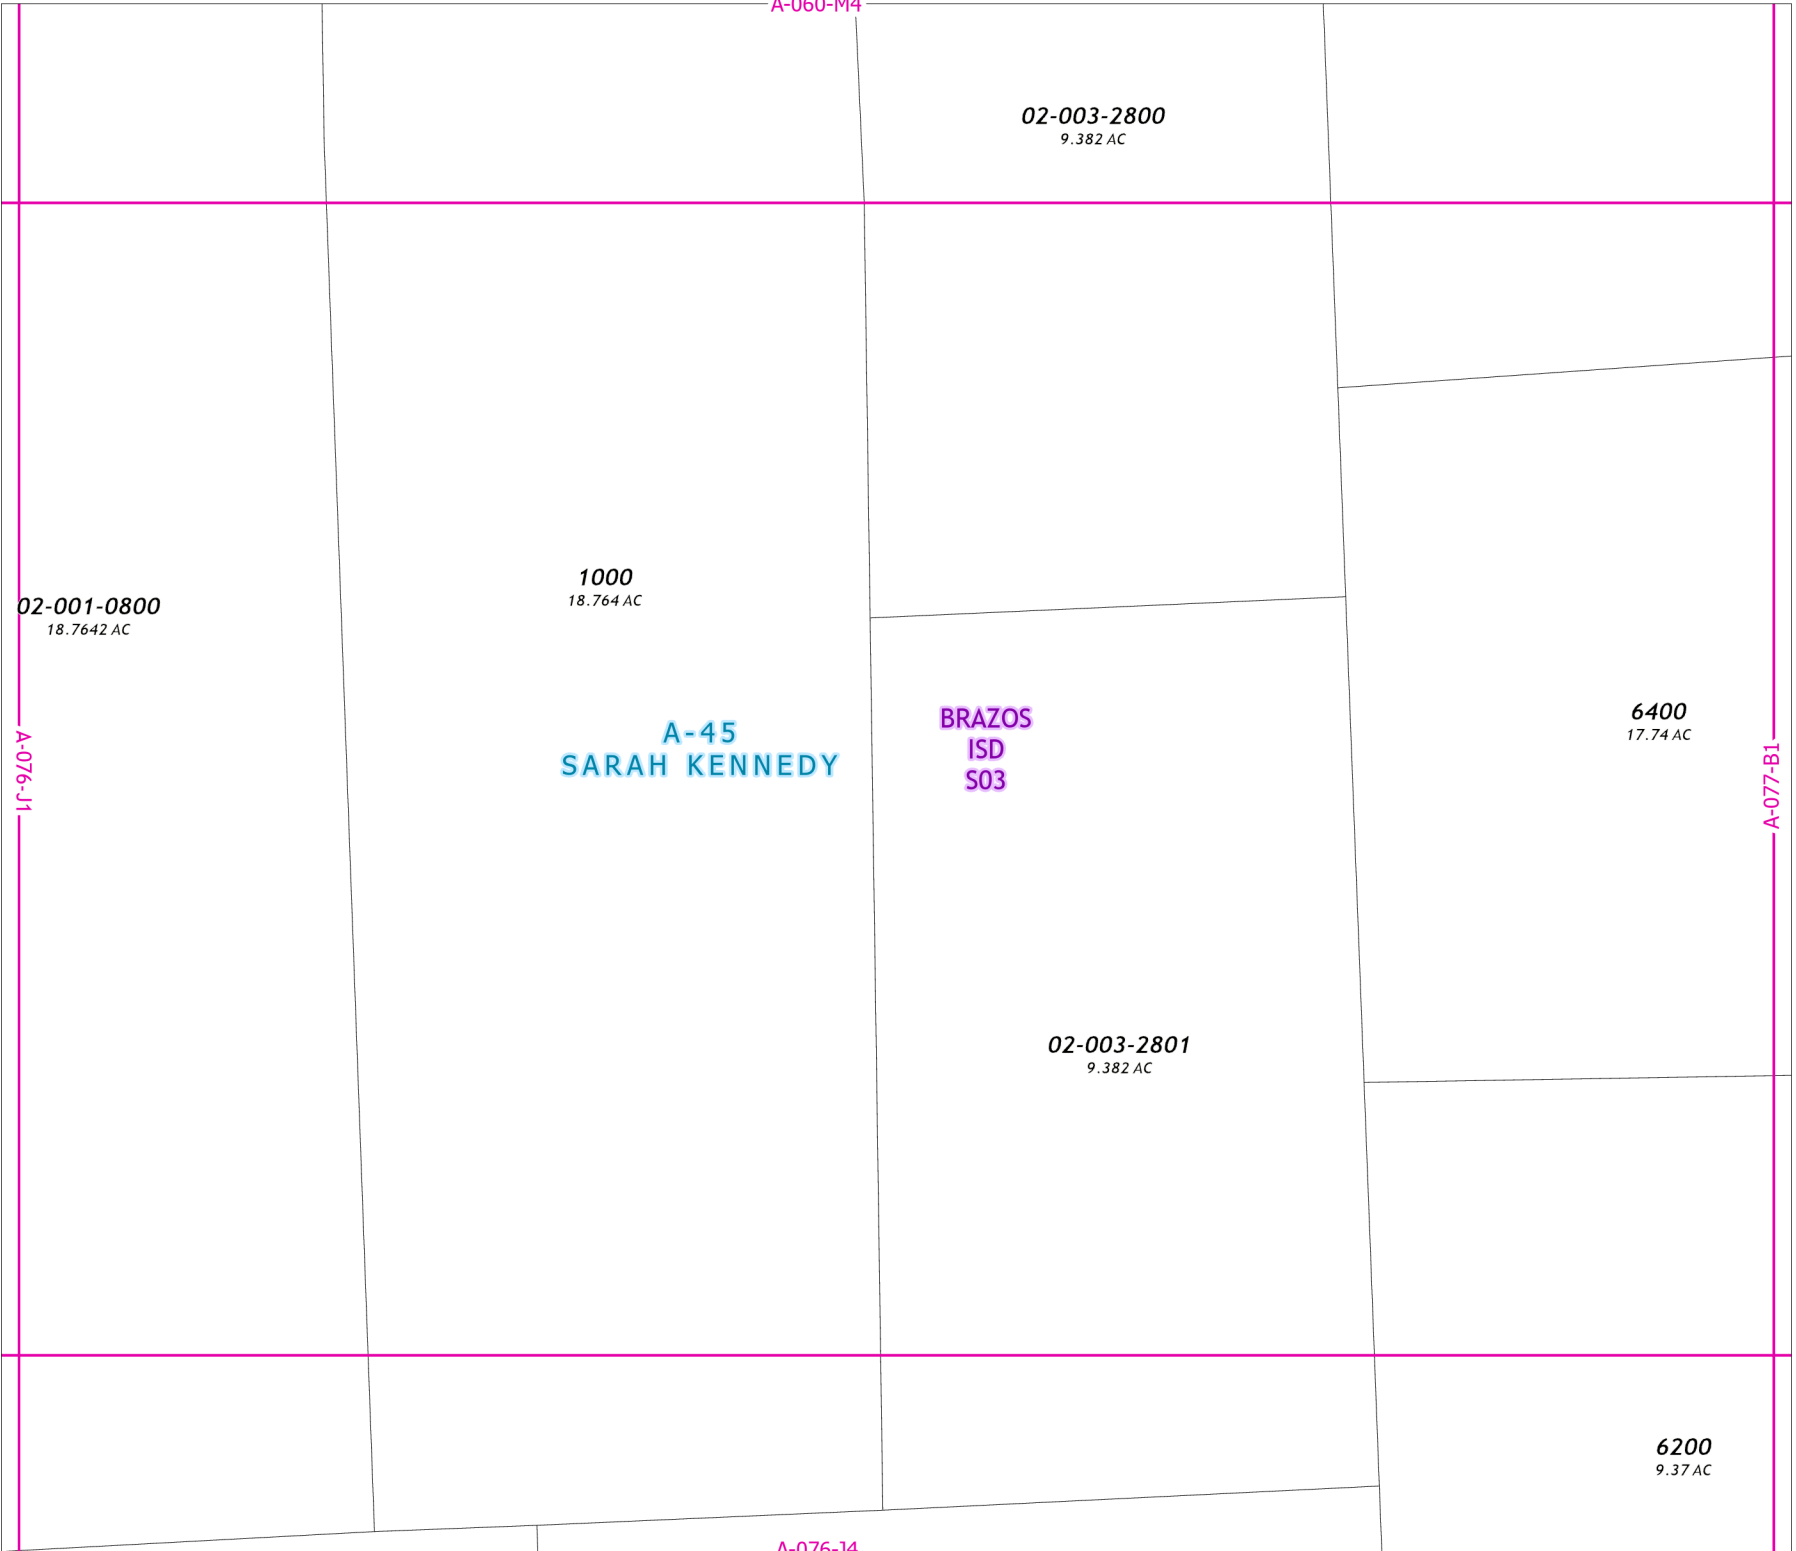 A-060-M4
02-003-2800
9.382 AC
1000
18.764 AC
02-001-0800
18.7642 AC
A-45
SARAH KENNEDY
BRAZOS
ISD
S03
6400
17.74 AC
A-076-J1
A-077-B1
02-003-2801
9.382 AC
6200
9.37 AC
A-076-J4